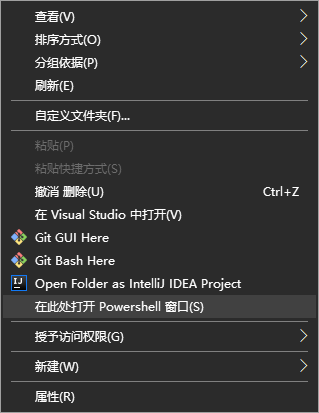 查看(V)
排序方式(O)
分组依据(P)
刷新(E)
自定义文件夹(F)...
粘贴(P)
粘贴快捷方式(S)
撤消 删除(U) Ctrl+Z
在 Visual Studio 中打开(V)
Git GUI Here
Git Bash Here
IJ Open Folder as IntelliJ IDEA Project
在此处打开 Powershell 窗口(S)
授予访问权限(G)
新建(W)
属性(R)